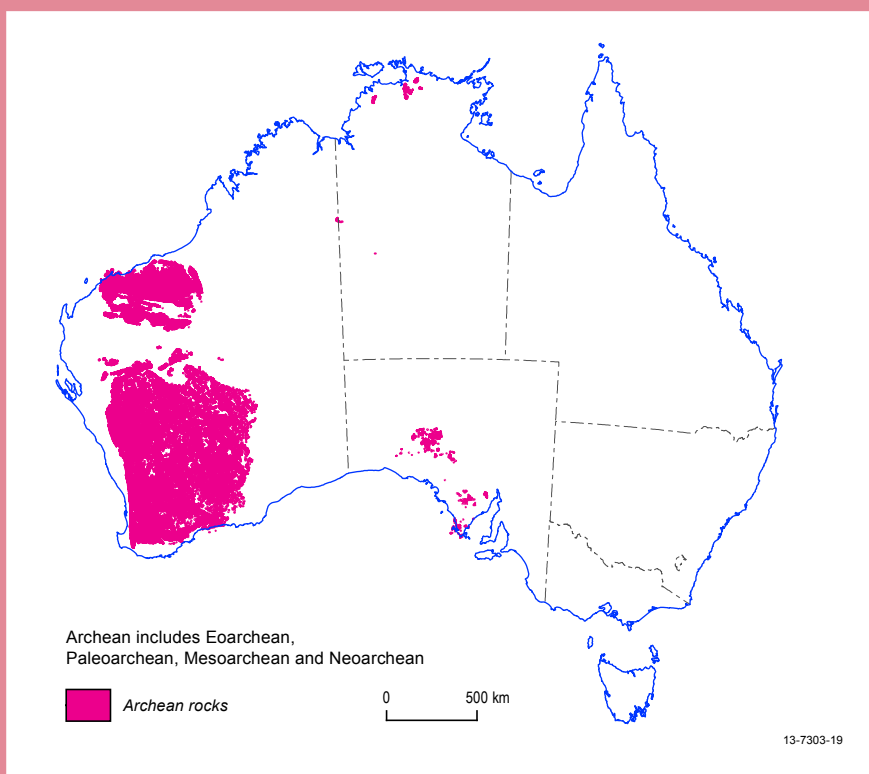 Archean includes Eoarchean,
Paleoarchean, Mesoarchean and Neoarchean
Archean rocks
0 500 km
13-7303-19